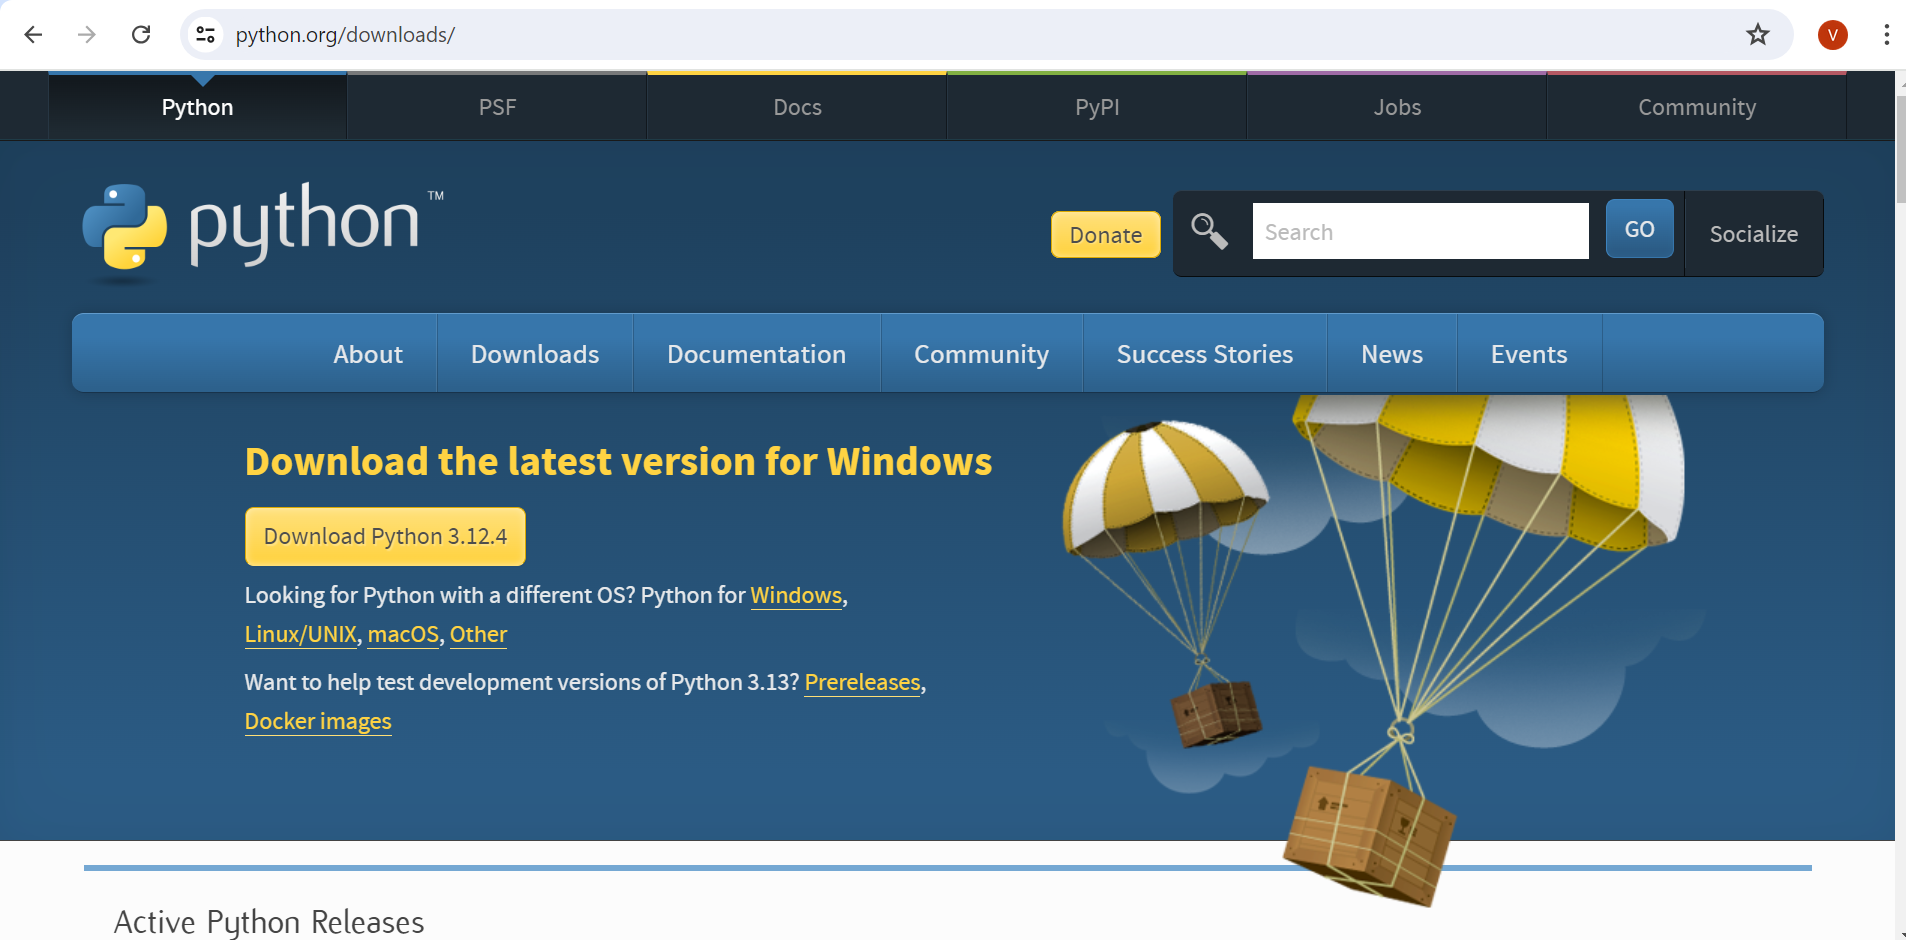 python.org/downloads/
V
Python PSF Docs PyPI Jobs Community
python™
Donate Search GO Socialize
About Downloads Documentation Community Success Stories News Events
Download the latest version for Windows
Download Python 3.12.4
Looking for Python with a different OS? Python for Windows,
Linux/UNIX, macOS, Other
Want to help test development versions of Python 3.13? Prereleases,
Docker images
Active Python Releases